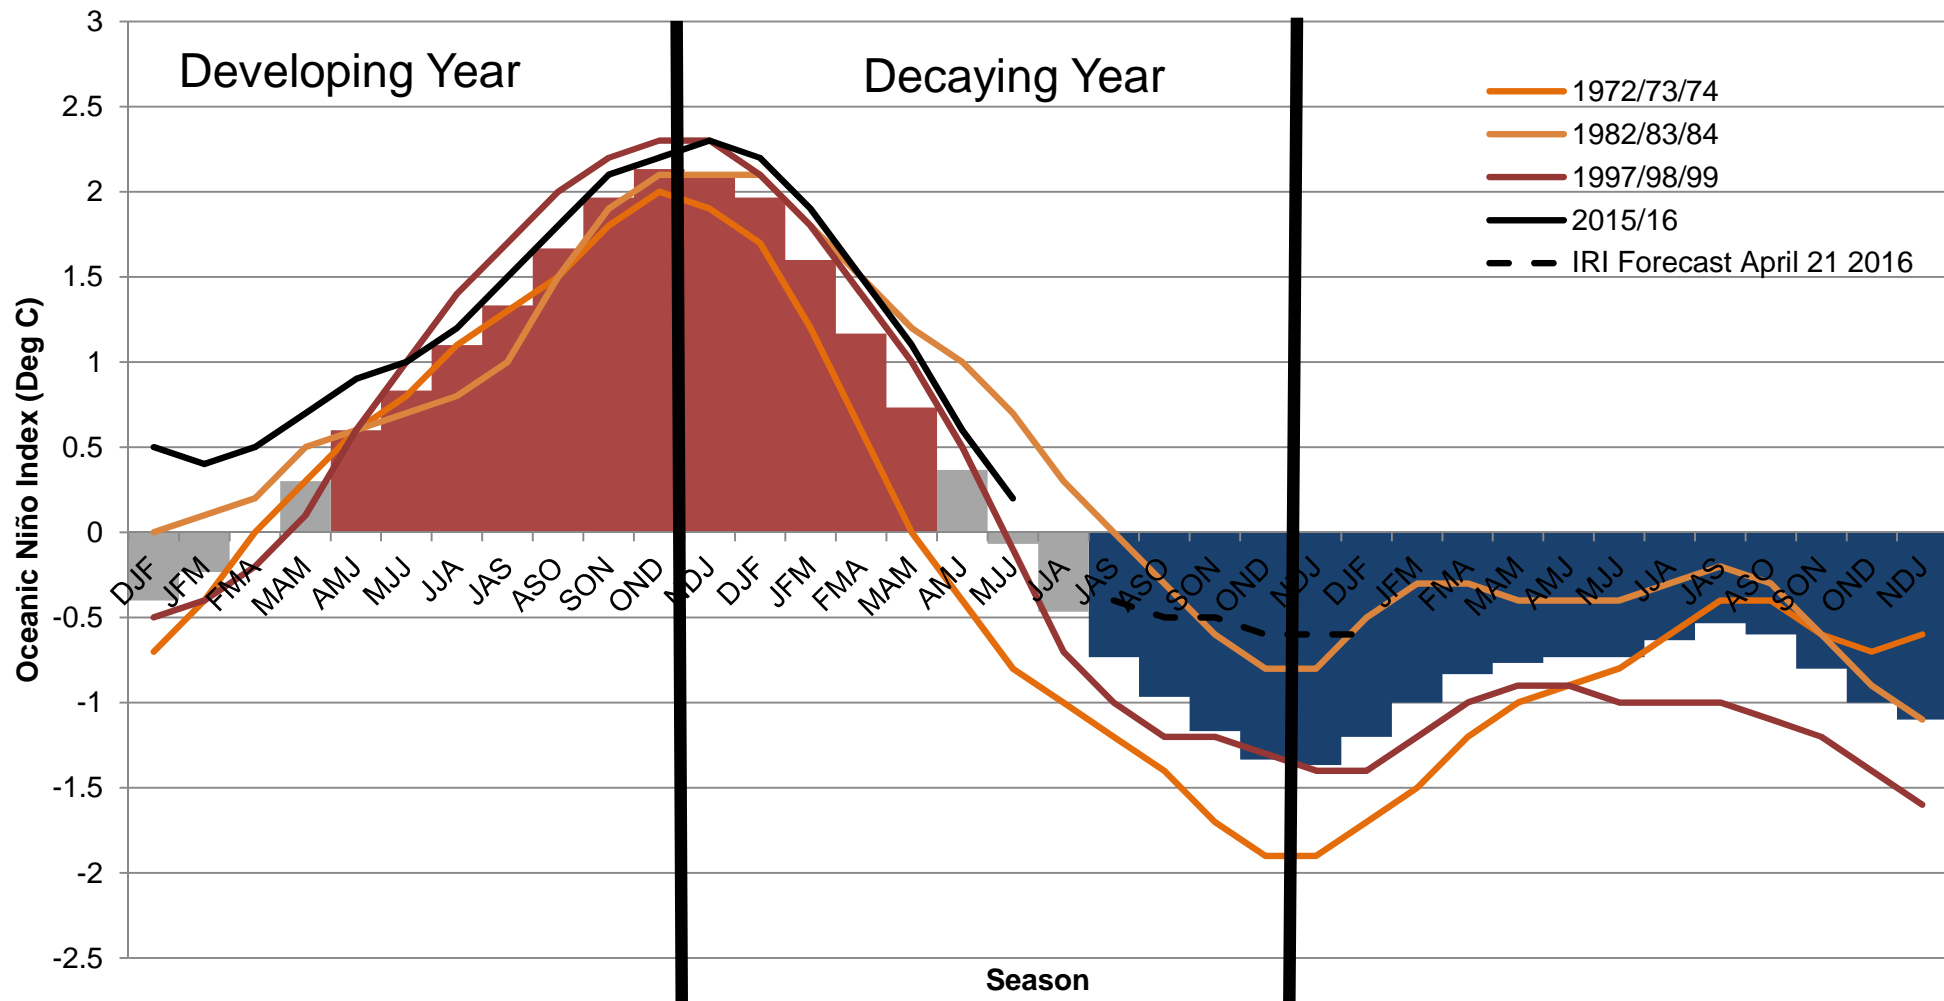 Developing Year
Decaying Year
1972/73/74
1982/83/84
1997/98/99
2015/16
IRI Forecast April 21 2016
Oceanic Niño Index (Deg C)
3
2.5
2
1.5
1
0.5
0
-0.5
-1
-1.5
-2
-2.5
DJF JFM FMA MAM AMJ MJJ JJA JAS ASO SON OND NDJ DJF JFM FMA MAM AMJ MJJ JJA JAS ASO SON OND NDJ DJF JFM FMA MAM AMJ MJJ JJA JAS ASO SON OND NDJ
Season